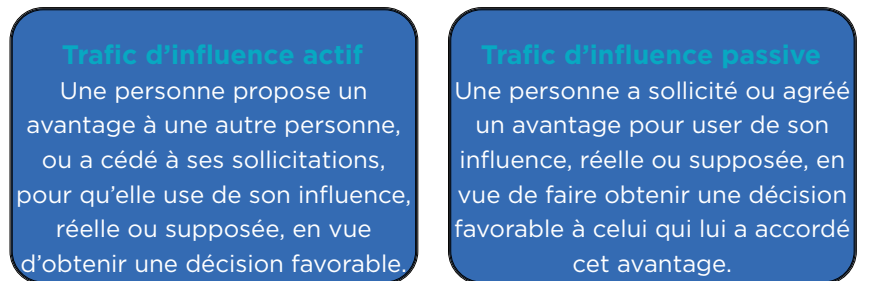 Trafic d'influence actif
Une personne propose un
avantage à une autre personne,
ou a cédé à ses sollicitations,
pour qu'elle use de son influence,
réelle ou supposée, en vue
d'obtenir une décision favorable.
Trafic d'influence passive
Une personne a sollicité ou agréé
un avantage pour user de son
influence, réelle ou supposée, en
vue de faire obtenir une décision
favorable à celui qui lui a accordé
cet avantage.